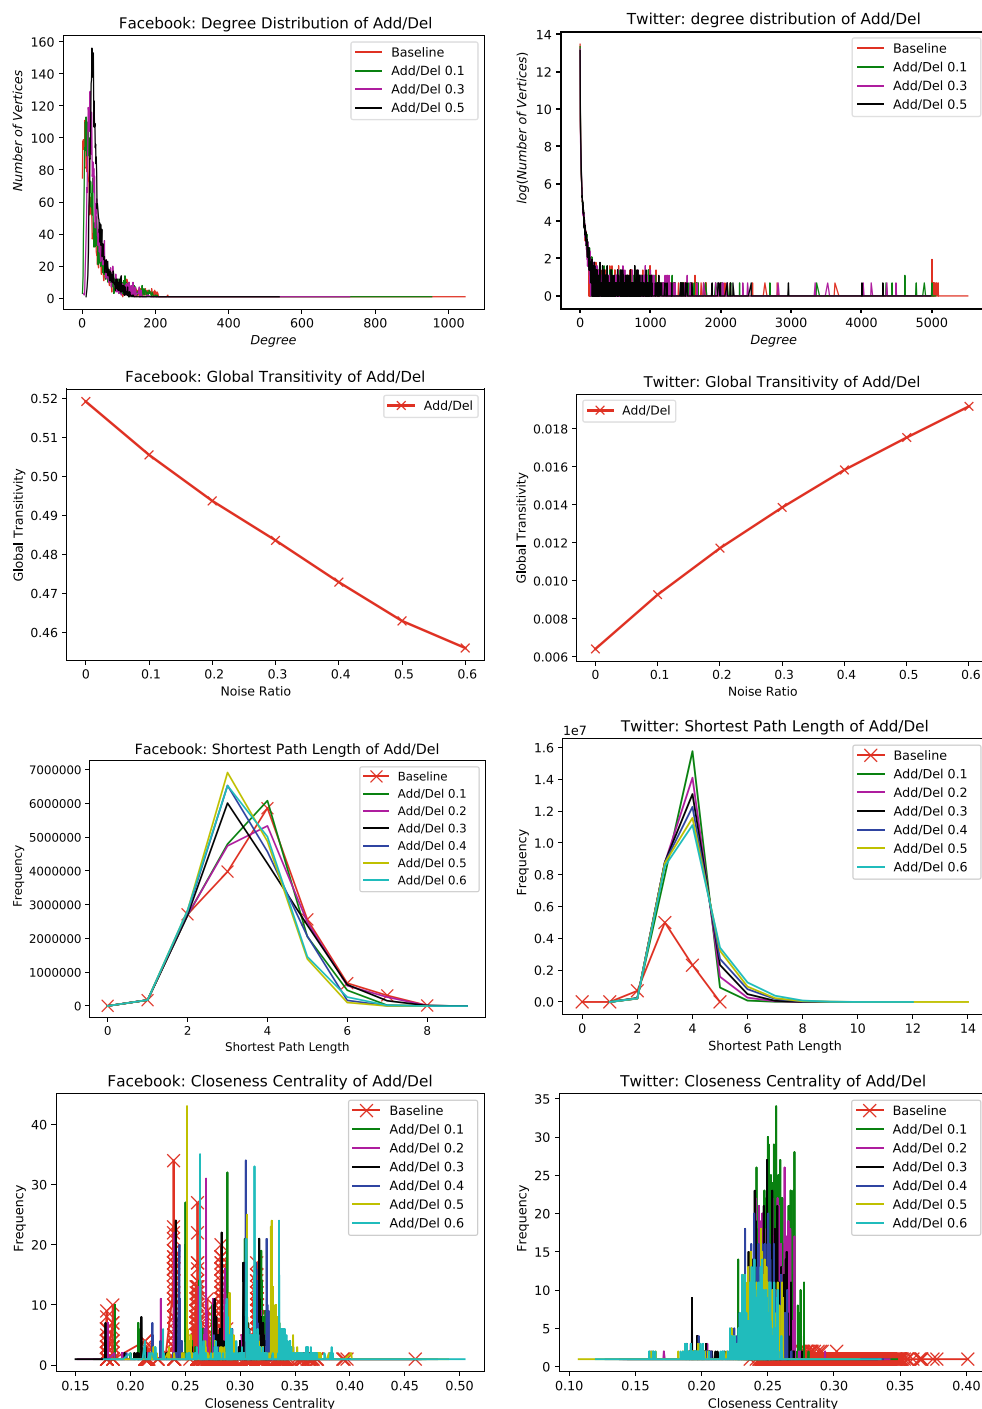 Facebook: Degree Distribution of Add/Del
160
140
120
100
80
60
40
20
0
Number of Vertices
Baseline
Add/Del 0.1
Add/Del 0.3
Add/Del 0.5
0 200 400 600 800 1000
Degree
Twitter: degree distribution of Add/Del
14
12
10
8
6
4
2
0
log(Number of Vertices)
Baseline
Add/Del 0.1
Add/Del 0.3
Add/Del 0.5
0 1000 2000 3000 4000 5000
Degree
Facebook: Global Transitivity of Add/Del
0.52
0.51
0.50
0.49
0.48
0.47
0.46
Global Transitivity
Add/Del
0 0.1 0.2 0.3 0.4 0.5 0.6
Noise Ratio
Twitter: Global Transitivity of Add/Del
0.018
0.016
0.014
0.012
0.010
0.008
0.006
Global Transitivity
Add/Del
0 0.1 0.2 0.3 0.4 0.5 0.6
Noise Ratio
Facebook: Shortest Path Length of Add/Del
7000000
6000000
5000000
4000000
3000000
2000000
1000000
0
Frequency
Baseline
Add/Del 0.1
Add/Del 0.2
Add/Del 0.3
Add/Del 0.4
Add/Del 0.5
Add/Del 0.6
0 2 4 6 8
Shortest Path Length
Twitter: Shortest Path Length of Add/Del
1e7
1.6
1.4
1.2
1.0
0.8
0.6
0.4
0.2
0.0
Frequency
Baseline
Add/Del 0.1
Add/Del 0.2
Add/Del 0.3
Add/Del 0.4
Add/Del 0.5
Add/Del 0.6
0 2 4 6 8 10 12 14
Shortest Path Length
Facebook: Closeness Centrality of Add/Del
40
30
20
10
0
Frequency
Baseline
Add/Del 0.1
Add/Del 0.2
Add/Del 0.3
Add/Del 0.4
Add/Del 0.5
Add/Del 0.6
0.15 0.20 0.25 0.30 0.35 0.40 0.45 0.50
Closeness Centrality
Twitter: Closeness Centrality of Add/Del
35
30
25
20
15
10
5
0
Frequency
Baseline
Add/Del 0.1
Add/Del 0.2
Add/Del 0.3
Add/Del 0.4
Add/Del 0.5
Add/Del 0.6
0.10 0.15 0.20 0.25 0.30 0.35 0.40
Closeness Centrality